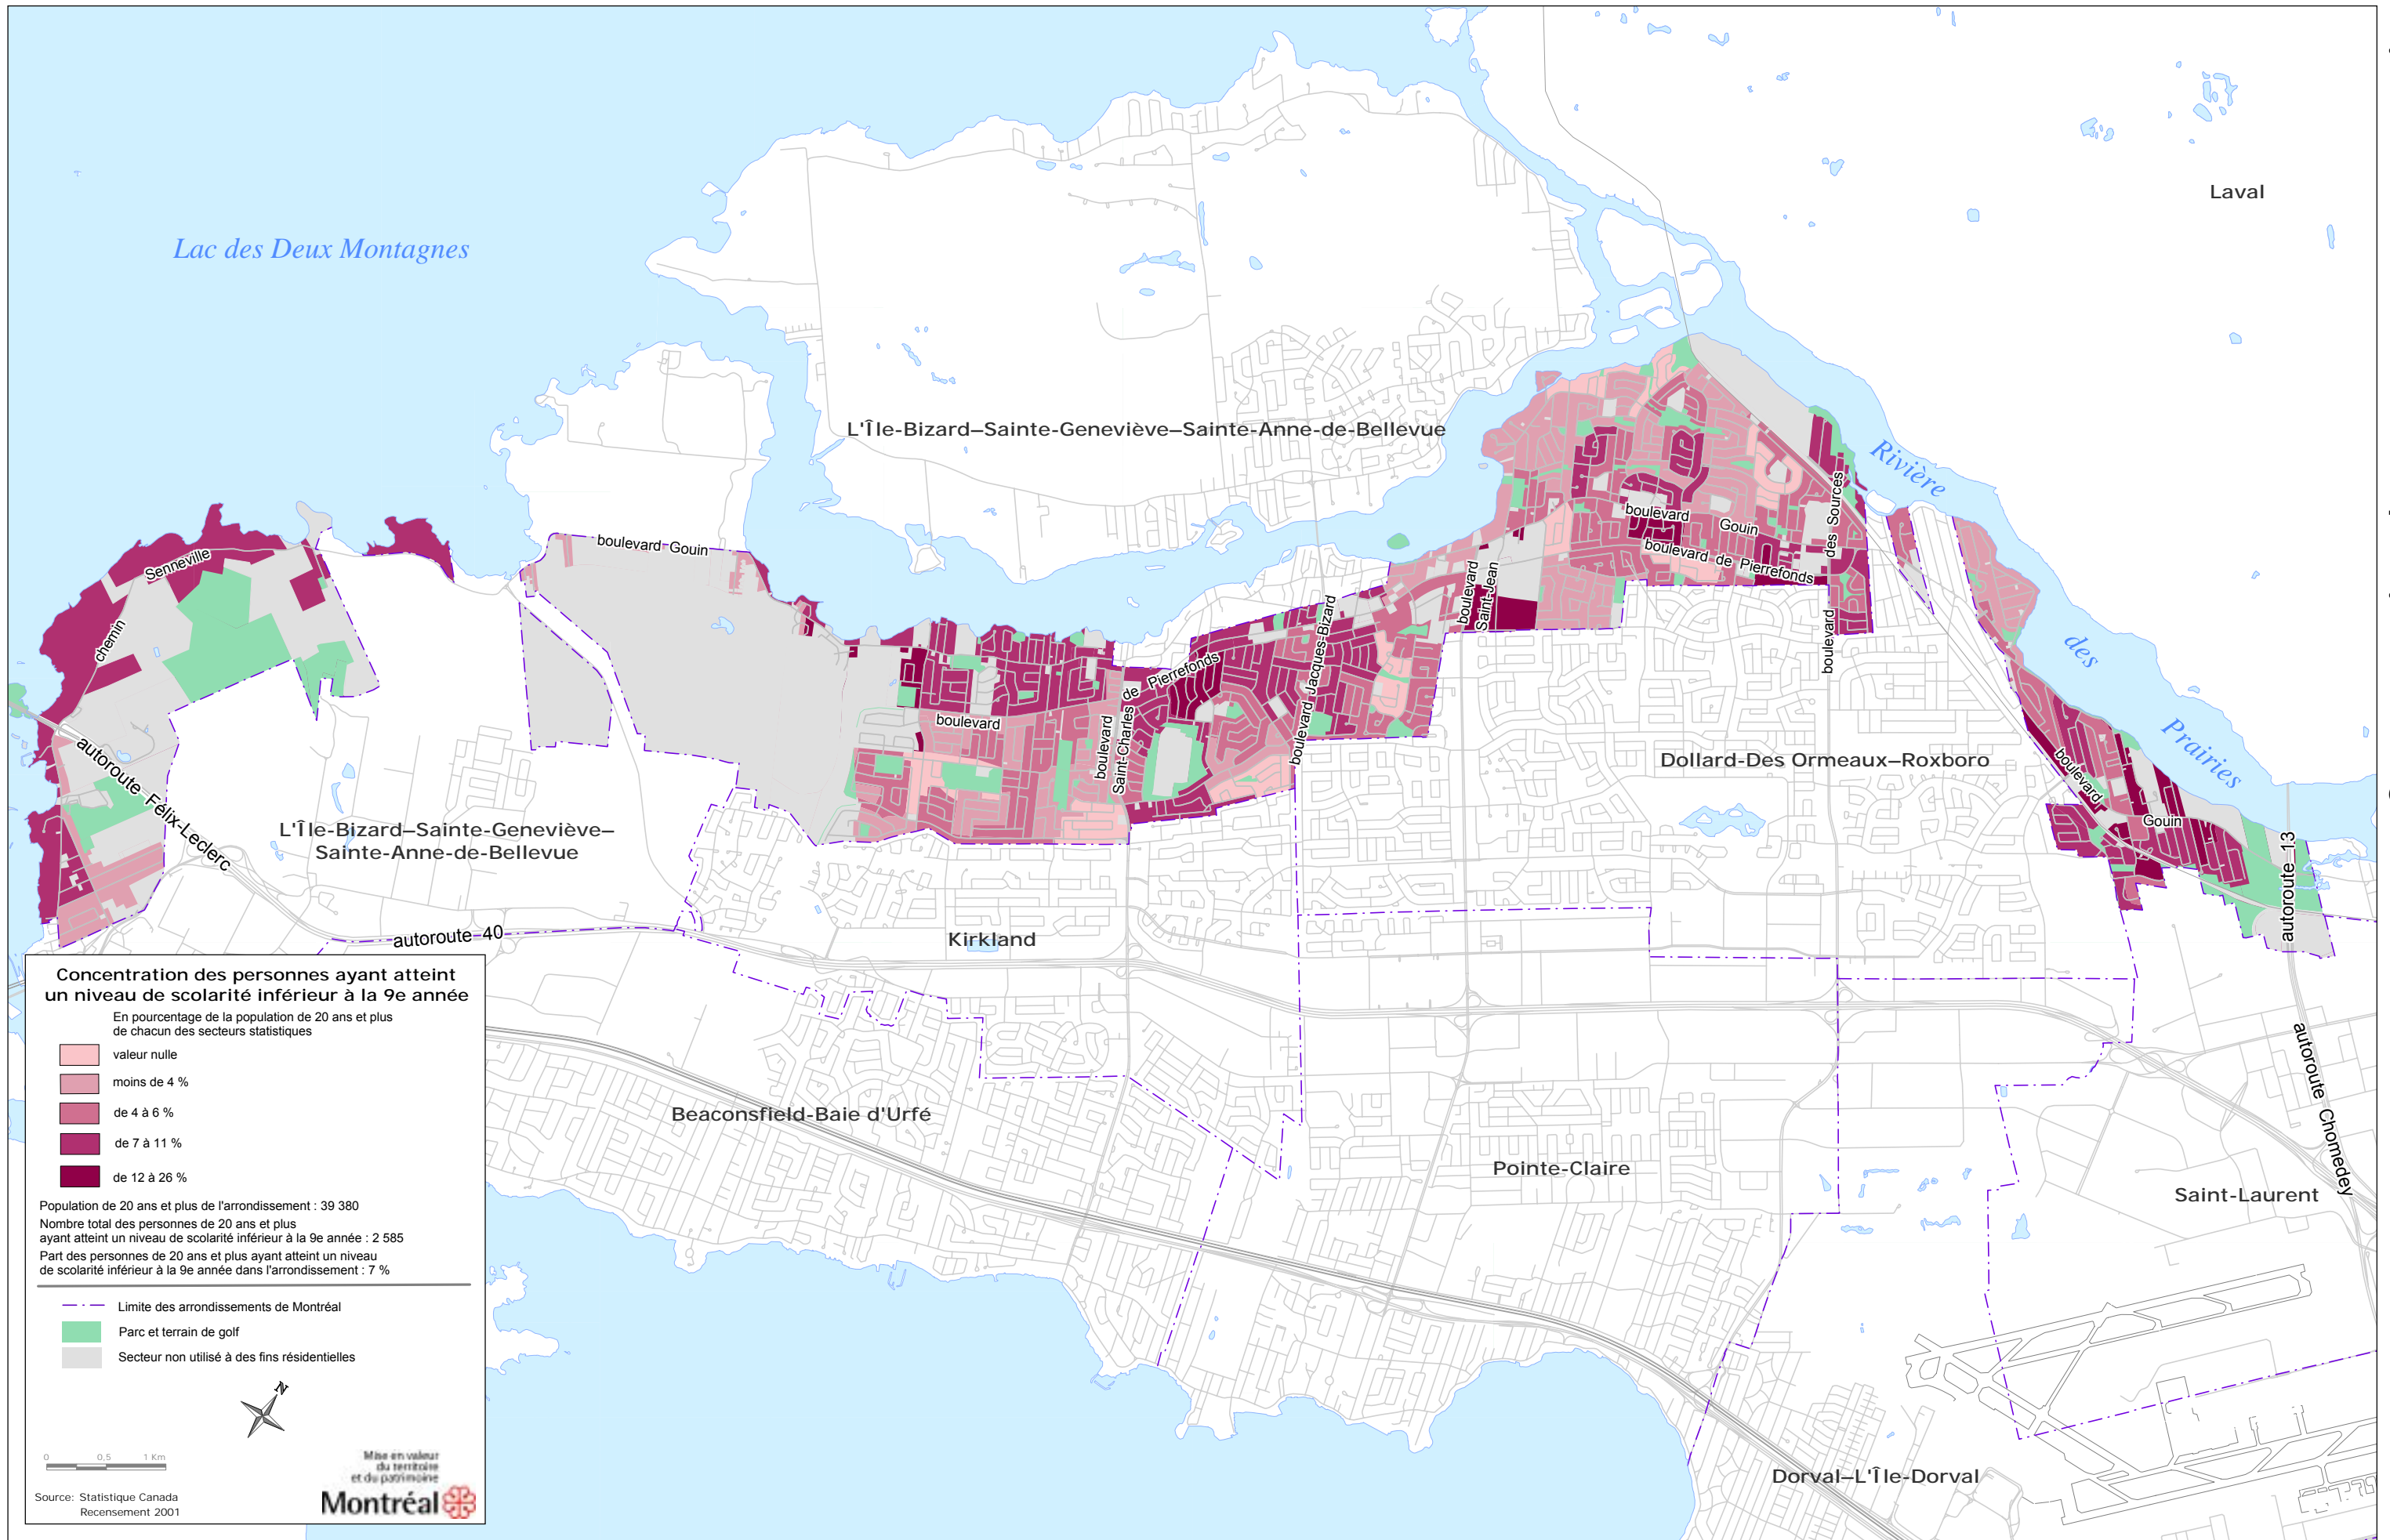 Laval
Lac des Deux Montagnes
L'Île-Bizard–Sainte-Geneviève–Sainte-Anne-de-Bellevue
Rivière
des
Prairies
boulevard Gouin
boulevard
des Sources
boulevard Gouin
boulevard de Pierrefonds
Senneville
chemin
boulevard
Saint-Jean
boulevard Jacques-Bizard
de Pierrefonds
boulevard
boulevard
Saint-Charles
Dollard-Des Ormeaux–Roxboro
boulevard
Gouin
autoroute 13
autoroute Félix-Leclerc
L'Île-Bizard–Sainte-Geneviève–
Sainte-Anne-de-Bellevue
autoroute 40
Kirkland
Beaconsfield-Baie d'Urfé
Pointe-Claire
Saint-Laurent
autoroute Chomedey
Dorval–L'Île-Dorval
Concentration des personnes ayant atteint
un niveau de scolarité inférieur à la 9e année
En pourcentage de la population de 20 ans et plus
de chacun des secteurs statistiques
valeur nulle
moins de 4 %
de 4 à 6 %
de 7 à 11 %
de 12 à 26 %
Population de 20 ans et plus de l'arrondissement : 39 380
Nombre total des personnes de 20 ans et plus
ayant atteint un niveau de scolarité inférieur à la 9e année : 2 585
Part des personnes de 20 ans et plus ayant atteint un niveau
de scolarité inférieur à la 9e année dans l'arrondissement : 7 %
Limite des arrondissements de Montréal
Parc et terrain de golf
Secteur non utilisé à des fins résidentielles
N
0 0,5 1 Km
Mise en valeur
du territoire
et du patrimoine
Montréal
Source: Statistique Canada
Recensement 2001